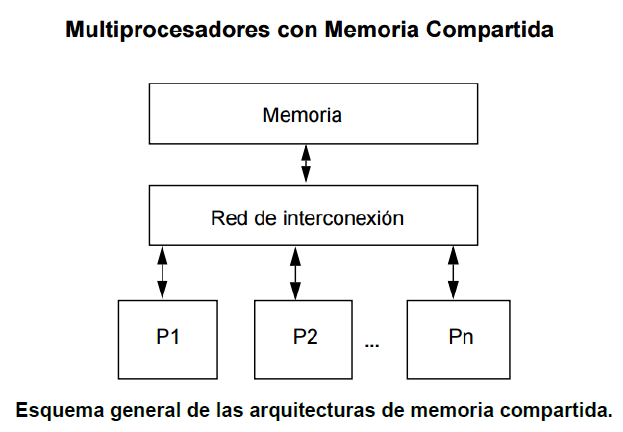 Multiprocesadores con Memoria Compartida
Memoria
Red de interconexión
P1 P2 ... Pn
Esquema general de las arquitecturas de memoria compartida.